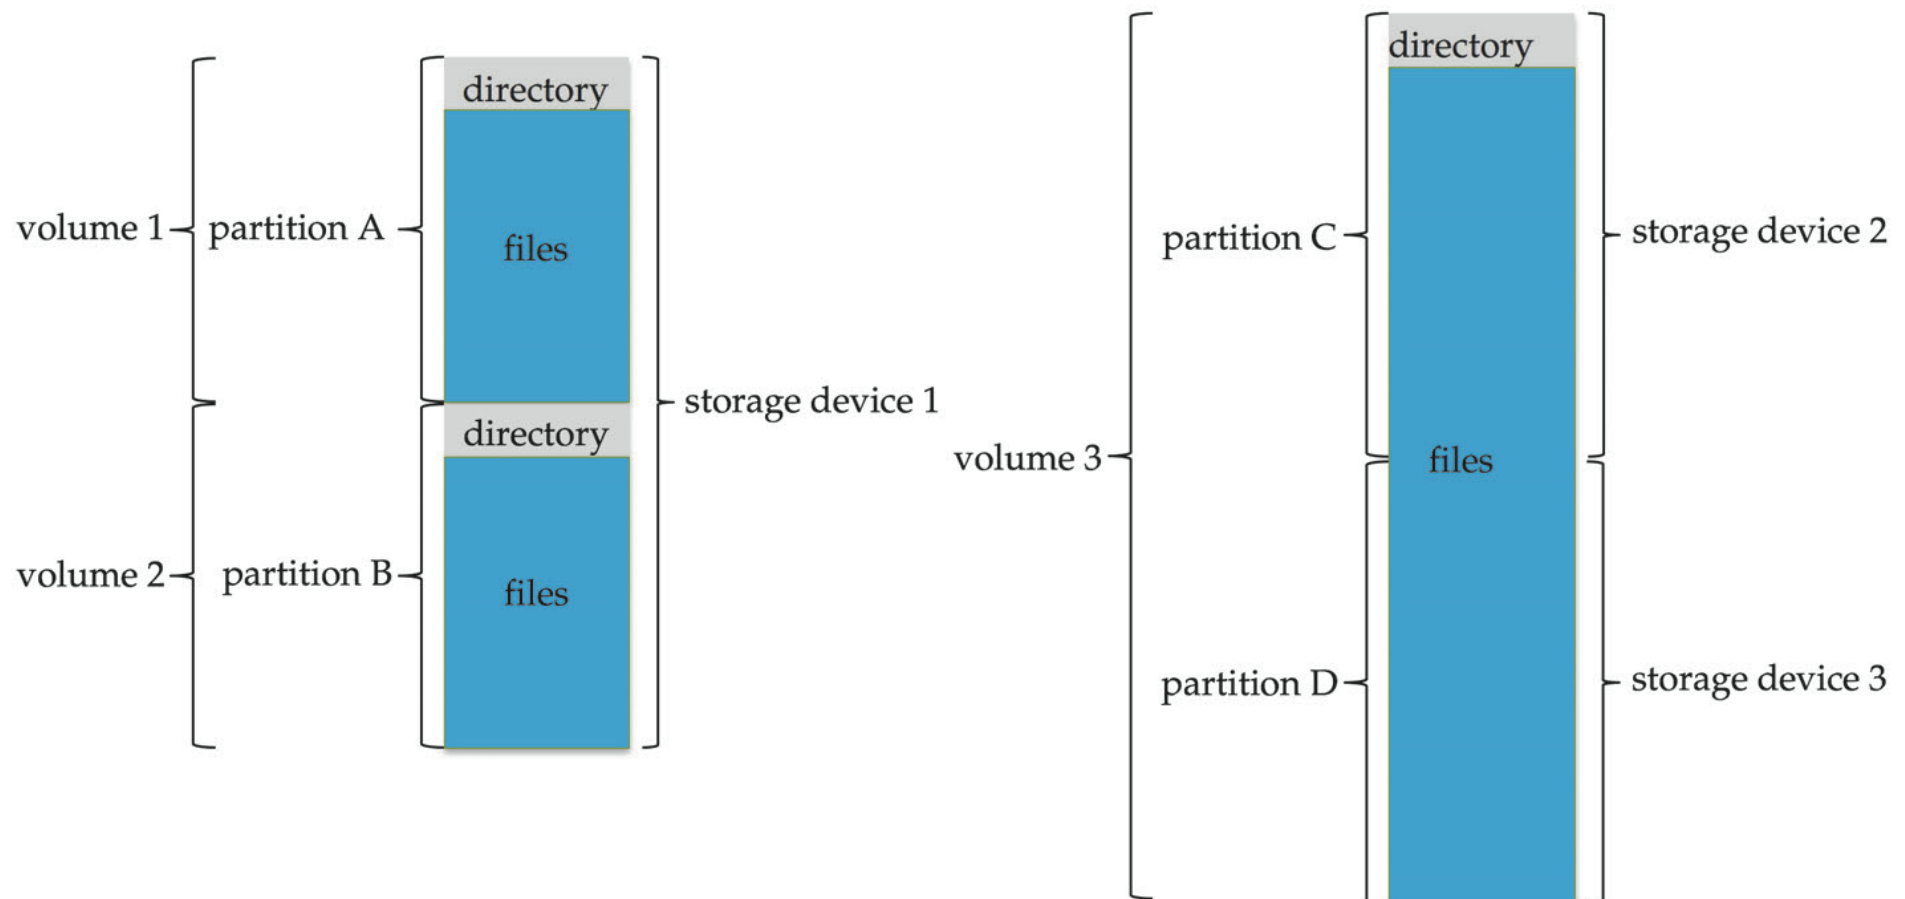 directory
volume 1
partition A
files
storage device 1
directory
volume 2
partition B
files
directory
partition C
storage device 2
volume 3
files
partition D
storage device 3